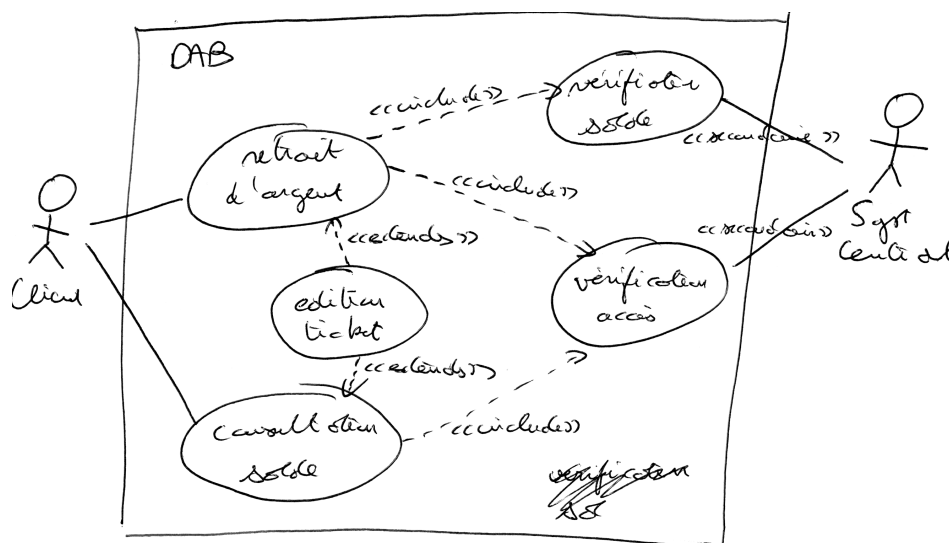 DAB
vérification
solde
<<include>>
<<secondaire>>
retrait
d'argent
<<include>>
<<secondaire>>
Syst
Central
Client
<<extends>>
edition
ticket
vérification
accès
<<extends>>
consultation
solde
<<include>>